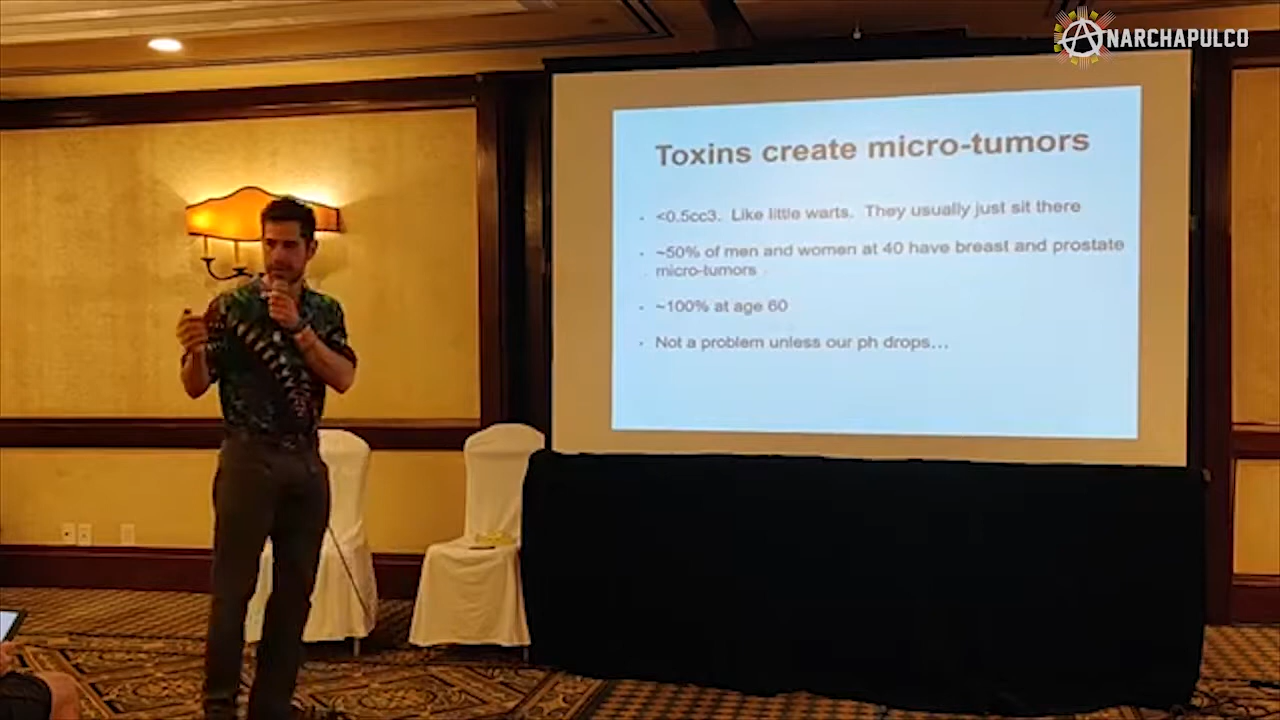 ANARCHAPULCO
Toxins create micro-tumors
<0.5cc3. Like little warts. They usually just sit there
~50% of men and women at 40 have breast and prostate
micro-tumors
~100% at age 60
Not a problem unless our ph drops…